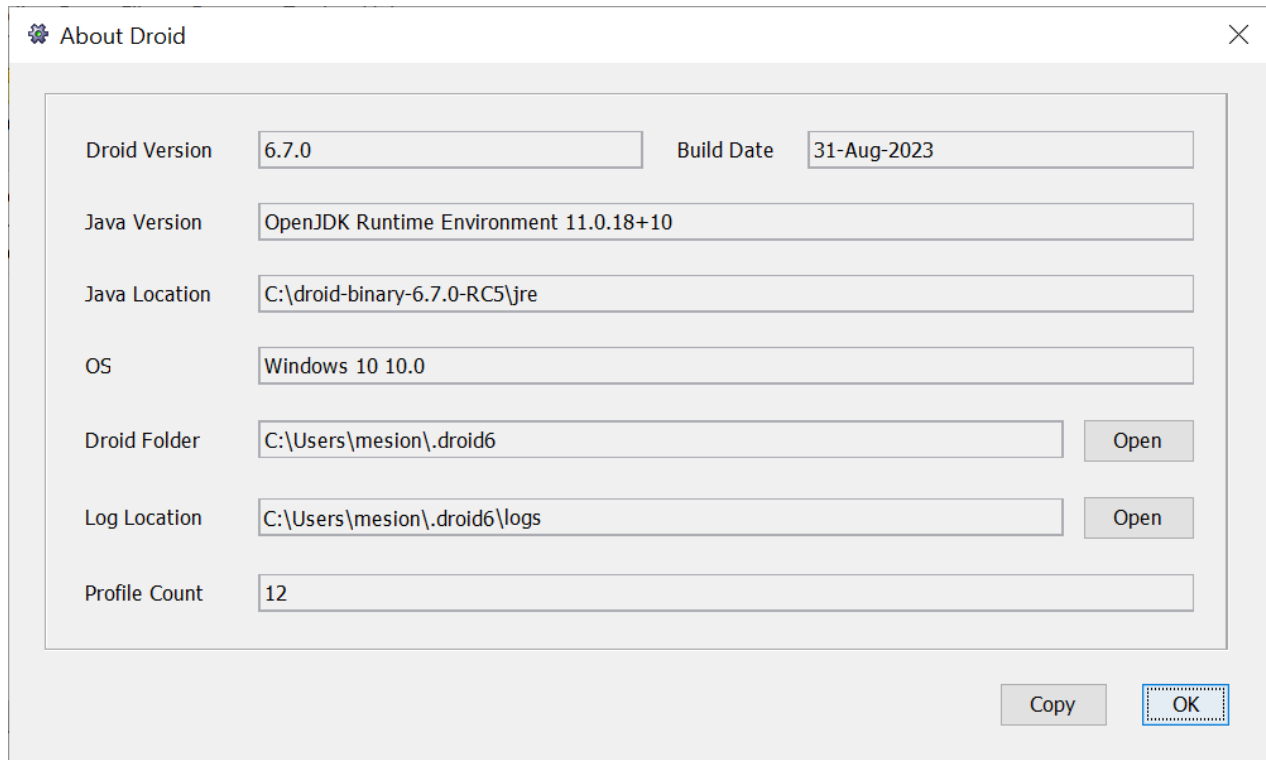 About Droid
Droid Version 6.7.0 Build Date 31-Aug-2023
Java Version OpenJDK Runtime Environment 11.0.18+10
Java Location C:\droid-binary-6.7.0-RC5\jre
OS Windows 10 10.0
Droid Folder C:\Users\mesion\.droid6 Open
Log Location C:\Users\mesion\.droid6\logs Open
Profile Count 12
Copy OK